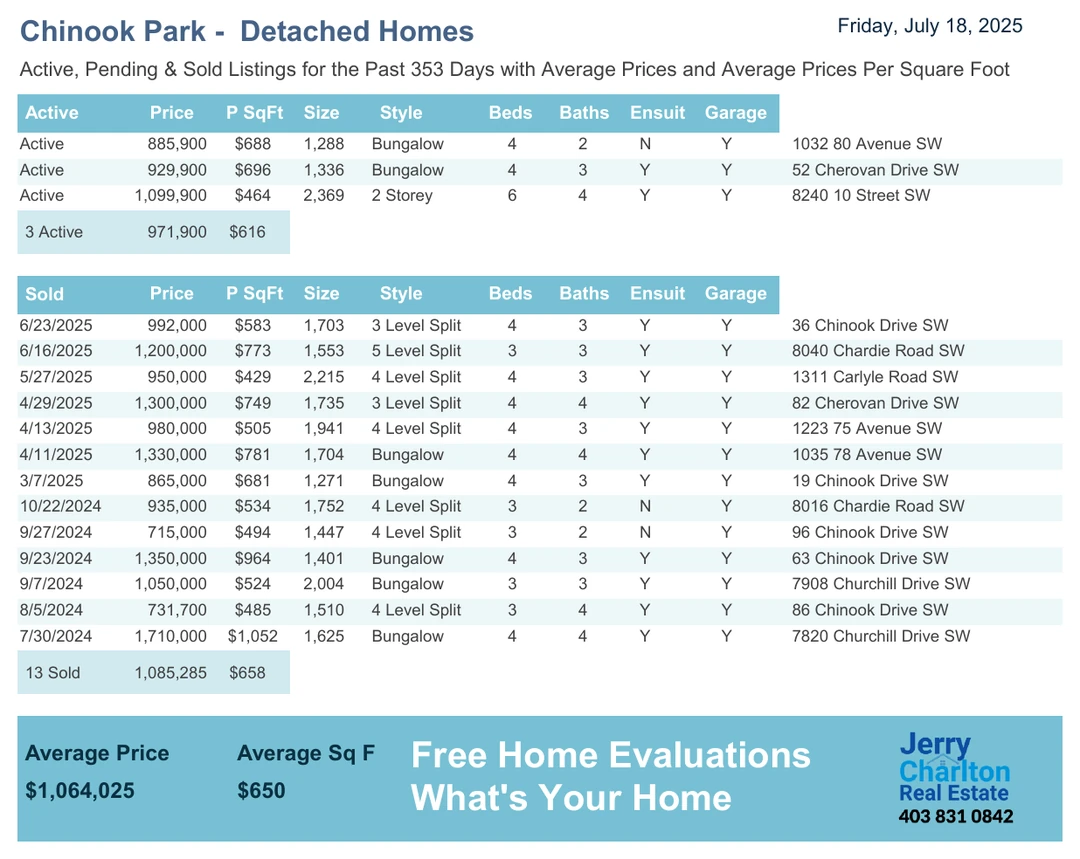 Chinook Park - Detached Homes
Friday, July 18, 2025
Active, Pending & Sold Listings for the Past 353 Days with Average Prices and Average Prices Per Square Foot
Active Price P SqFt Size Style Beds Baths Ensuit Garage
Active 885,900 $688 1,288 Bungalow 4 2 N Y 1032 80 Avenue SW
Active 929,900 $696 1,336 Bungalow 4 3 Y Y 52 Cherovan Drive SW
Active 1,099,900 $464 2,369 2 Storey 6 4 Y Y 8240 10 Street SW
3 Active 971,900 $616
Sold Price P SqFt Size Style Beds Baths Ensuit Garage
6/23/2025 992,000 $583 1,703 3 Level Split 4 3 Y Y 36 Chinook Drive SW
6/16/2025 1,200,000 $773 1,553 5 Level Split 3 3 Y Y 8040 Chardie Road SW
5/27/2025 950,000 $429 2,215 4 Level Split 4 3 Y Y 1311 Carlyle Road SW
4/29/2025 1,300,000 $749 1,735 3 Level Split 4 4 Y Y 82 Cherovan Drive SW
4/13/2025 980,000 $505 1,941 4 Level Split 4 3 Y Y 1223 75 Avenue SW
4/11/2025 1,330,000 $781 1,704 Bungalow 4 4 Y Y 1035 78 Avenue SW
3/7/2025 865,000 $681 1,271 Bungalow 4 3 Y Y 19 Chinook Drive SW
10/22/2024 935,000 $534 1,752 4 Level Split 3 2 N Y 8016 Chardie Road SW
9/27/2024 715,000 $494 1,447 4 Level Split 3 2 N Y 96 Chinook Drive SW
9/23/2024 1,350,000 $964 1,401 Bungalow 4 3 Y Y 63 Chinook Drive SW
9/7/2024 1,050,000 $524 2,004 Bungalow 3 3 Y Y 7908 Churchill Drive SW
8/5/2024 731,700 $485 1,510 4 Level Split 3 4 Y Y 86 Chinook Drive SW
7/30/2024 1,710,000 $1,052 1,625 Bungalow 4 4 Y Y 7820 Churchill Drive SW
13 Sold 1,085,285 $658
Average Price Average Sq F
$1,064,025 $650
Free Home Evaluations
What's Your Home
Jerry
Charlton
Real Estate
403 831 0842